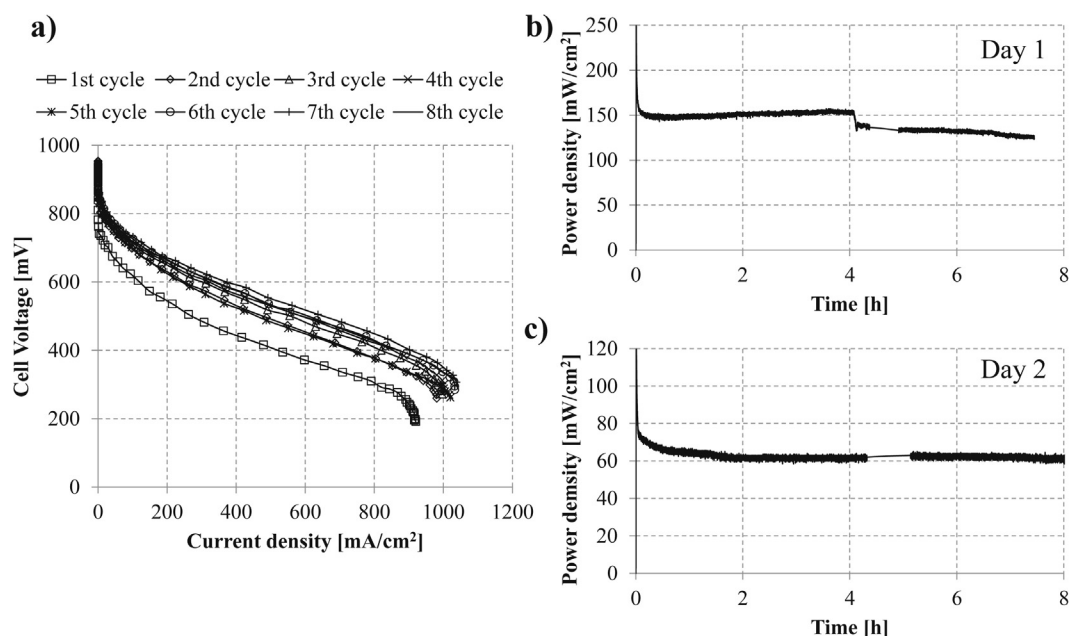 a)
1st cycle 2nd cycle 3rd cycle 4th cycle
5th cycle 6th cycle 7th cycle 8th cycle
1000
800
600
400
200
0
Cell Voltage [mV]
0 200 400 600 800 1000 1200
Current density [mA/cm²]
b)
Day 1
250
200
150
100
50
0
Power density [mW/cm²]
0 2 4 6 8
Time [h]
c)
Day 2
120
100
80
60
40
20
0
Power demsity [mW/cm²]
0 2 4 6 8
Time [h]